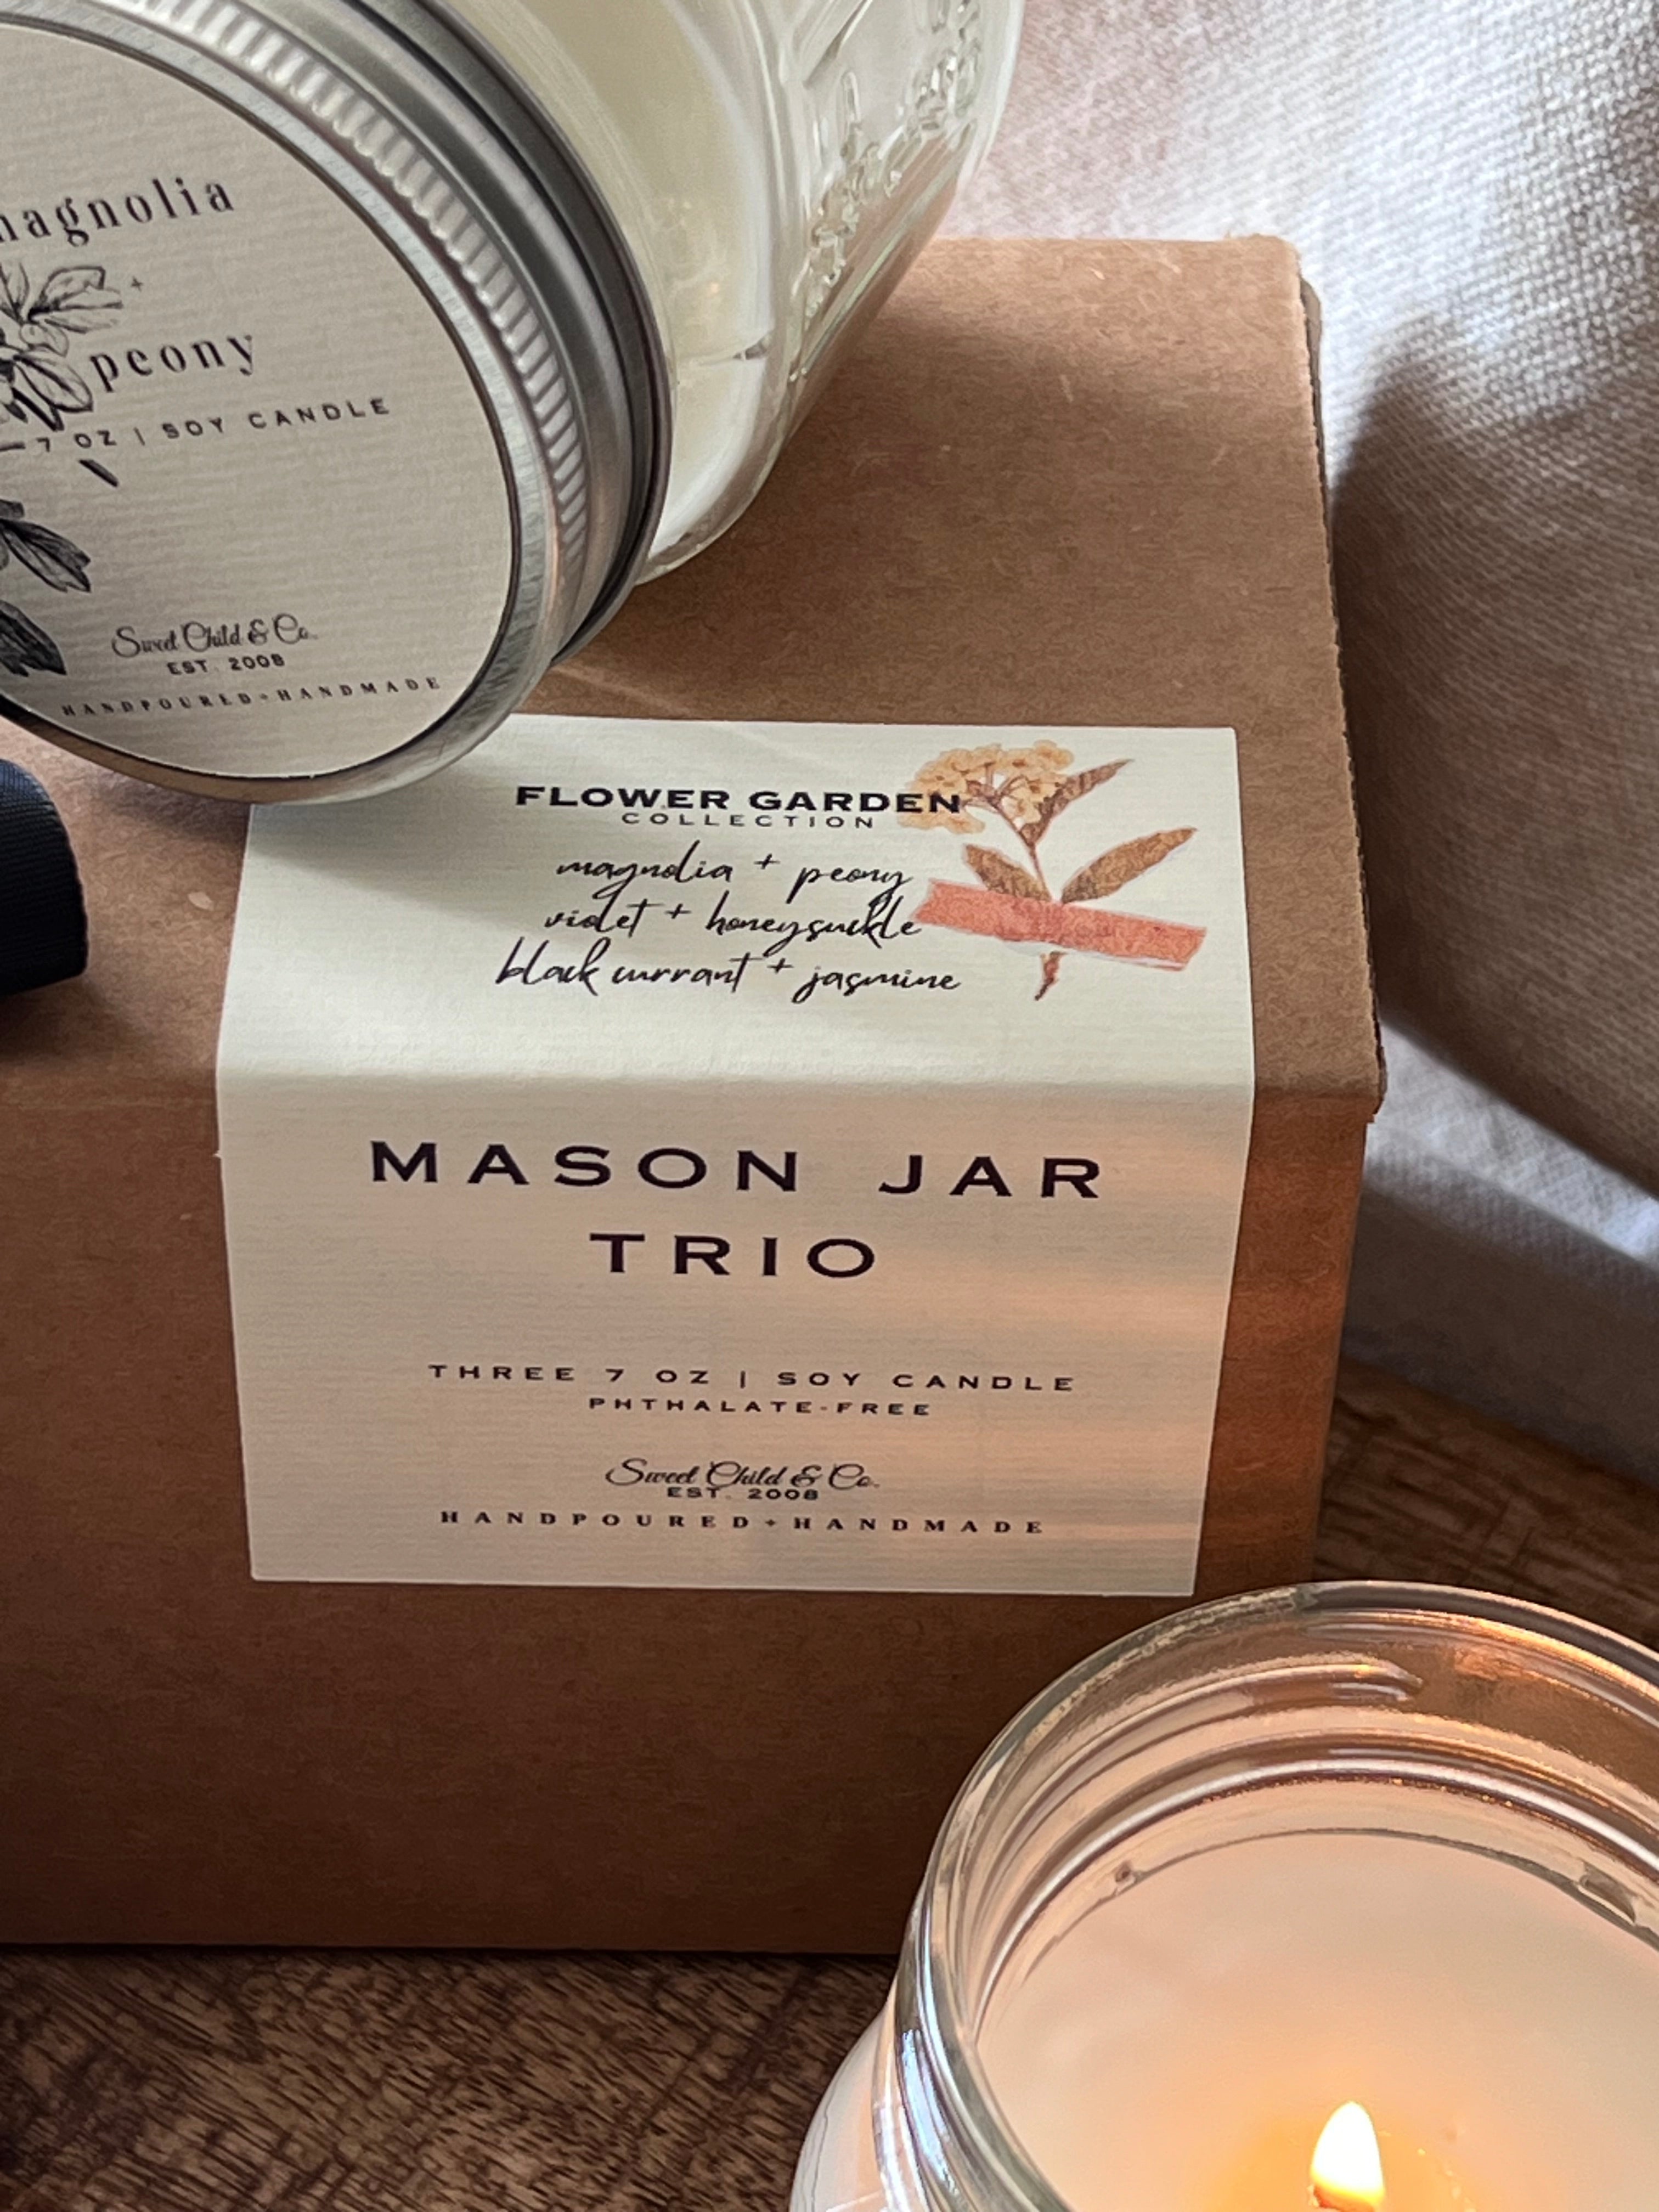 magnolia
+
peony
7 OZ | SOY CANDLE
Sweet Child & Co.
EST. 2008
HANDPOURED+HANDMADE
FLOWER GARDEN
COLLECTION
magnolia + peony
violet + honeysuckle
black currant + jasmine
MASON JAR
TRIO
THREE 7 OZ | SOY CANDLE
PHTHALATE-FREE
Sweet Child & Co.
EST. 2008
HANDPOURED+HANDMADE